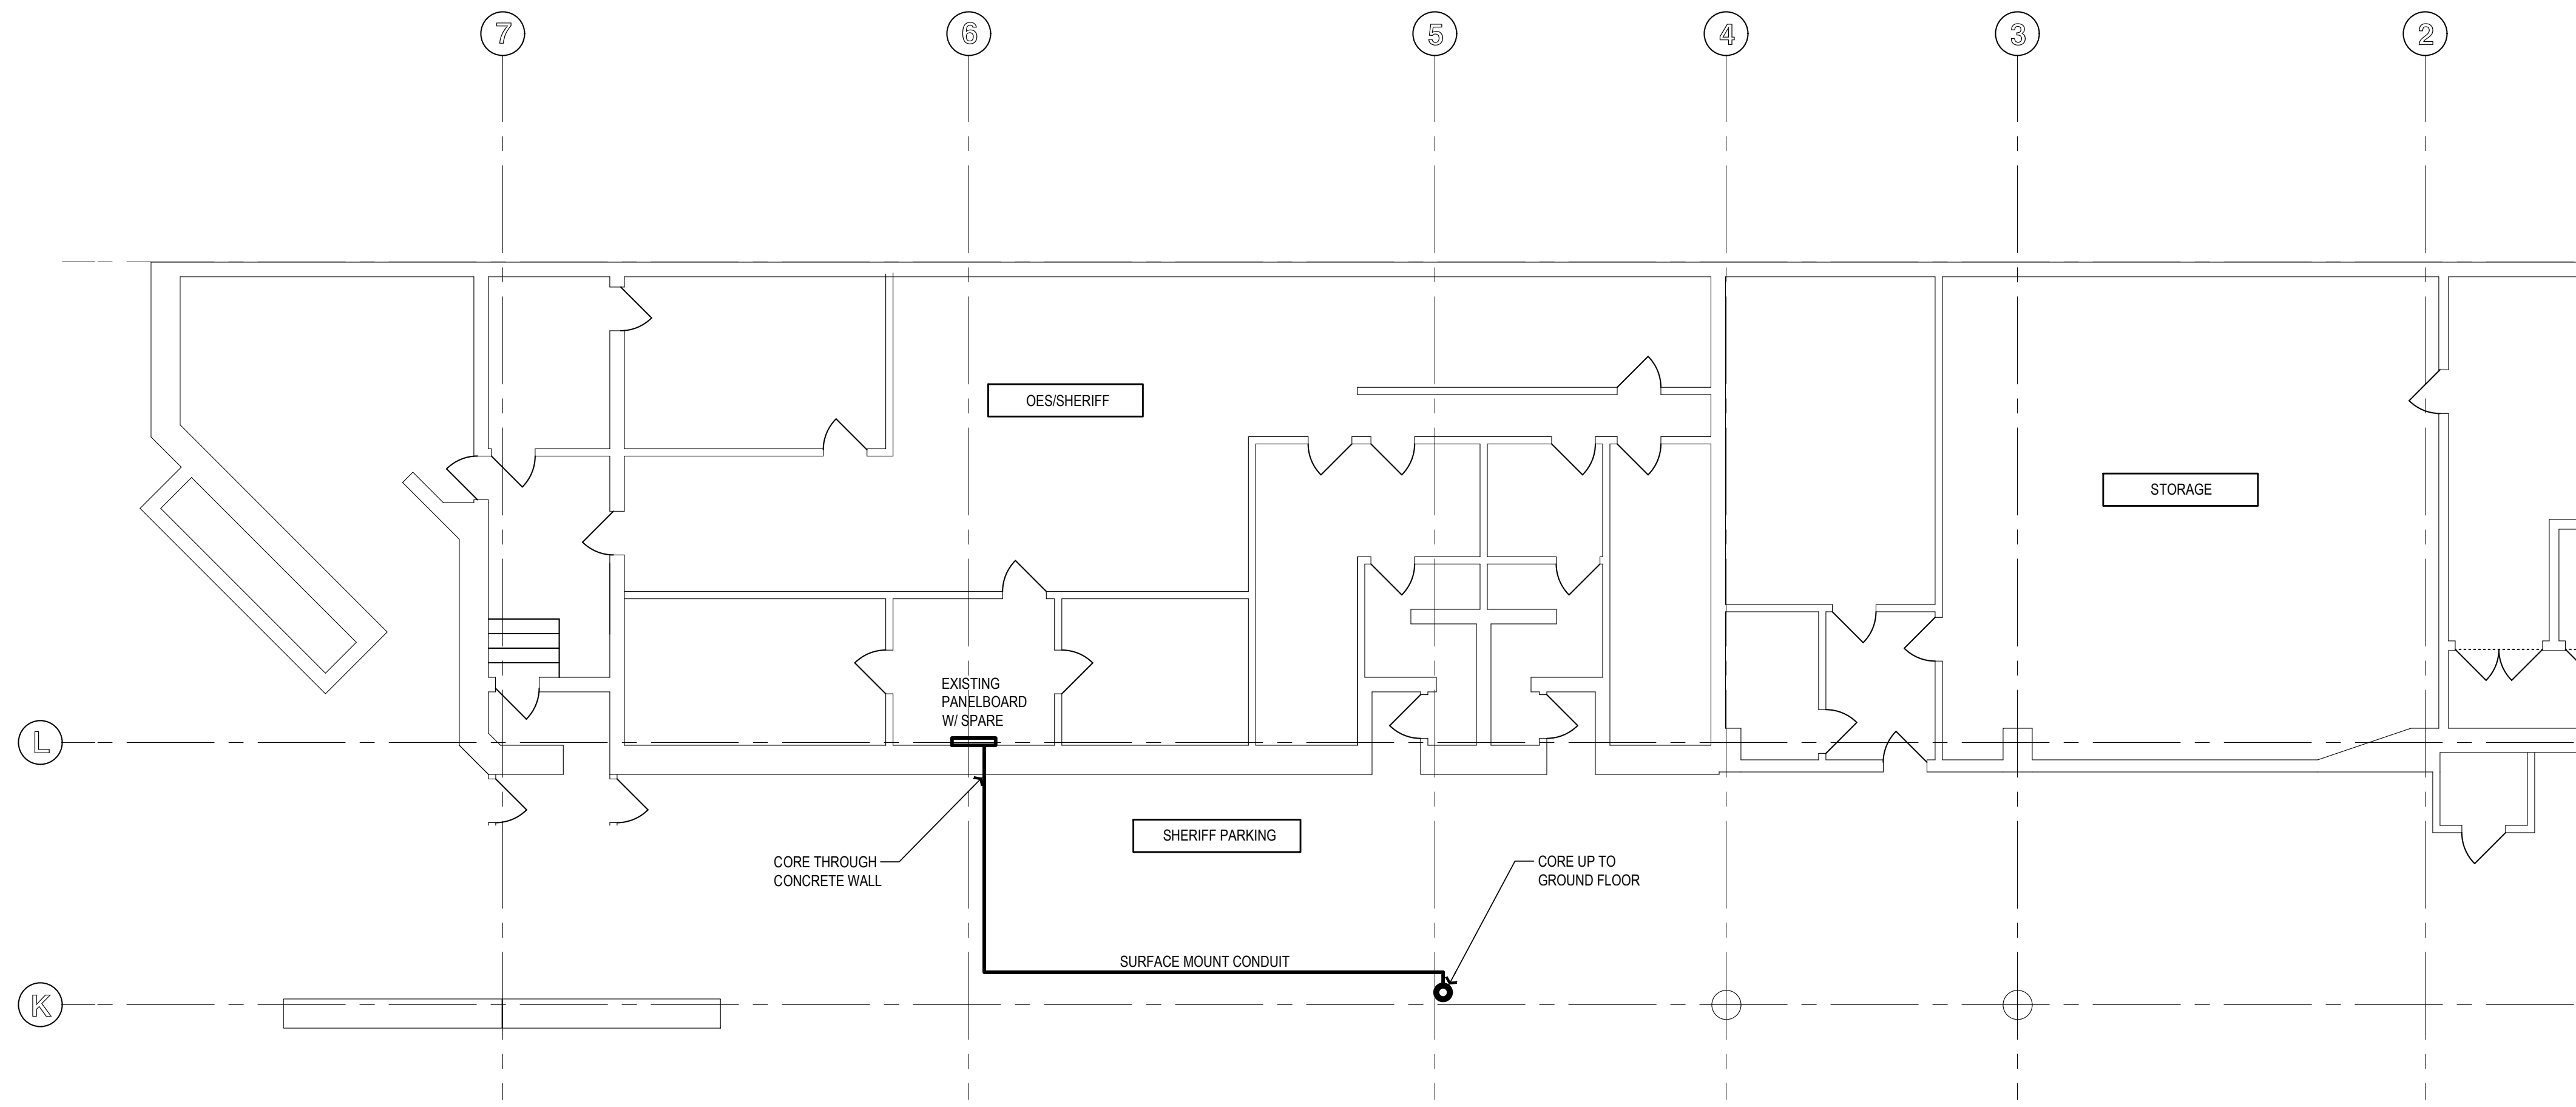 7
6
5
4
3
2
OES/SHERIFF
STORAGE
EXISTING
PANELBOARD
W/ SPARE
L
SHERIFF PARKING
CORE THROUGH
CONCRETE WALL
CORE UP TO
GROUND FLOOR
SURFACE MOUNT CONDUIT
K